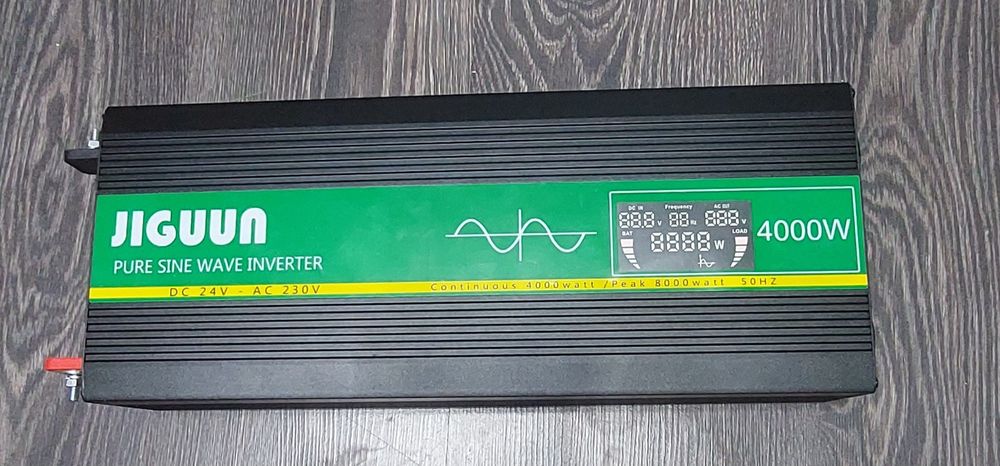 JIGUUN
PURE SINE WAVE INVERTER
DC 24V - AC 230V
Continuous 4000watt /Peak 8000watt 50HZ
DC IN Frequency AC OUT
888 V 88 Hz 888 V
BAT LOAD
8888 W
4000W